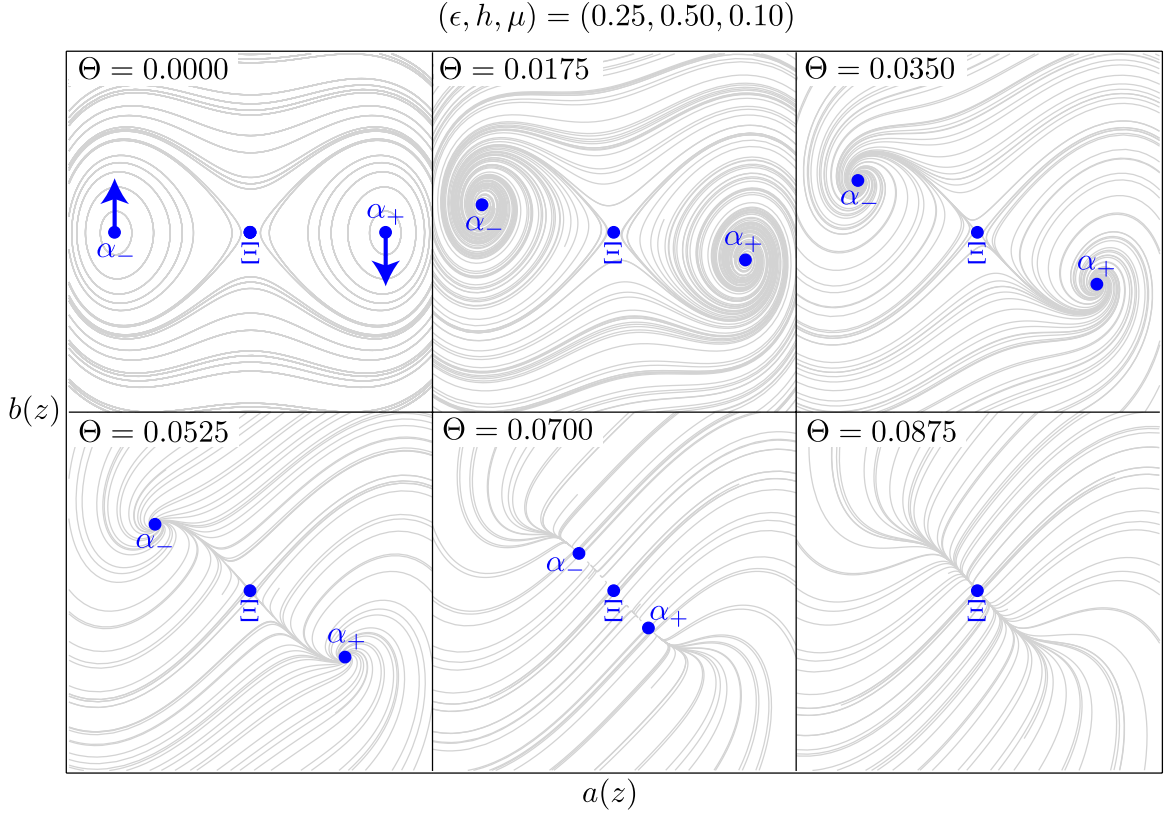 (ϵ, h, μ) = (0.25, 0.50, 0.10)
Θ = 0.0000
α₋
Ξ
α₊
Θ = 0.0175
α₋
Ξ
α₊
Θ = 0.0350
α₋
Ξ
α₊
b(z)
Θ = 0.0525
α₋
Ξ
α₊
Θ = 0.0700
α₋
Ξ
α₊
Θ = 0.0875
Ξ
a(z)